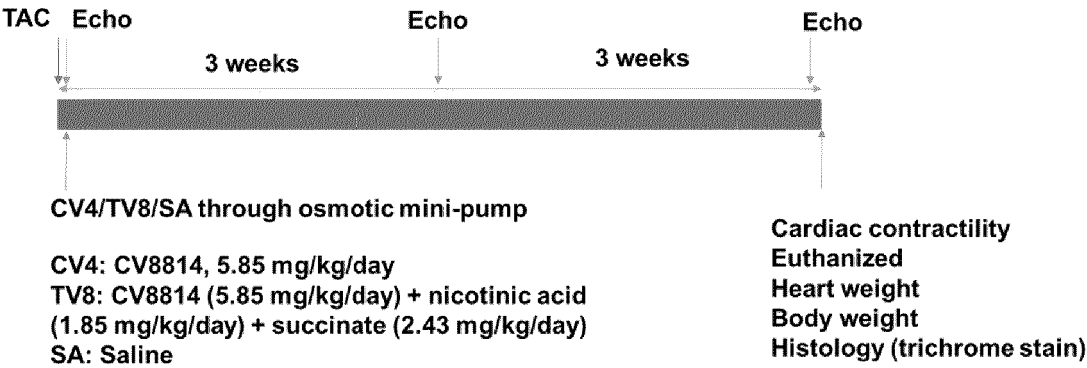 TAC Echo Echo Echo
3 weeks 3 weeks
CV4/TV8/SA through osmotic mini-pump
CV4: CV8814, 5.85 mg/kg/day
TV8: CV8814 (5.85 mg/kg/day) + nicotinic acid
(1.85 mg/kg/day) + succinate (2.43 mg/kg/day)
SA: Saline
Cardiac contractility
Euthanized
Heart weight
Body weight
Histology (trichrome stain)